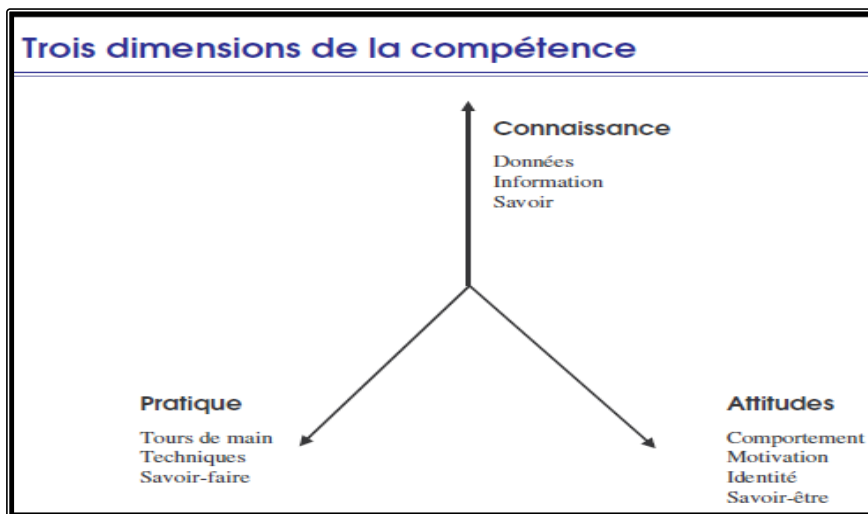 Trois dimensions de la compétence
Connaissance
Données
Information
Savoir
Pratique
Tours de main
Techniques
Savoir-faire
Attitudes
Comportement
Motivation
Identité
Savoir-être